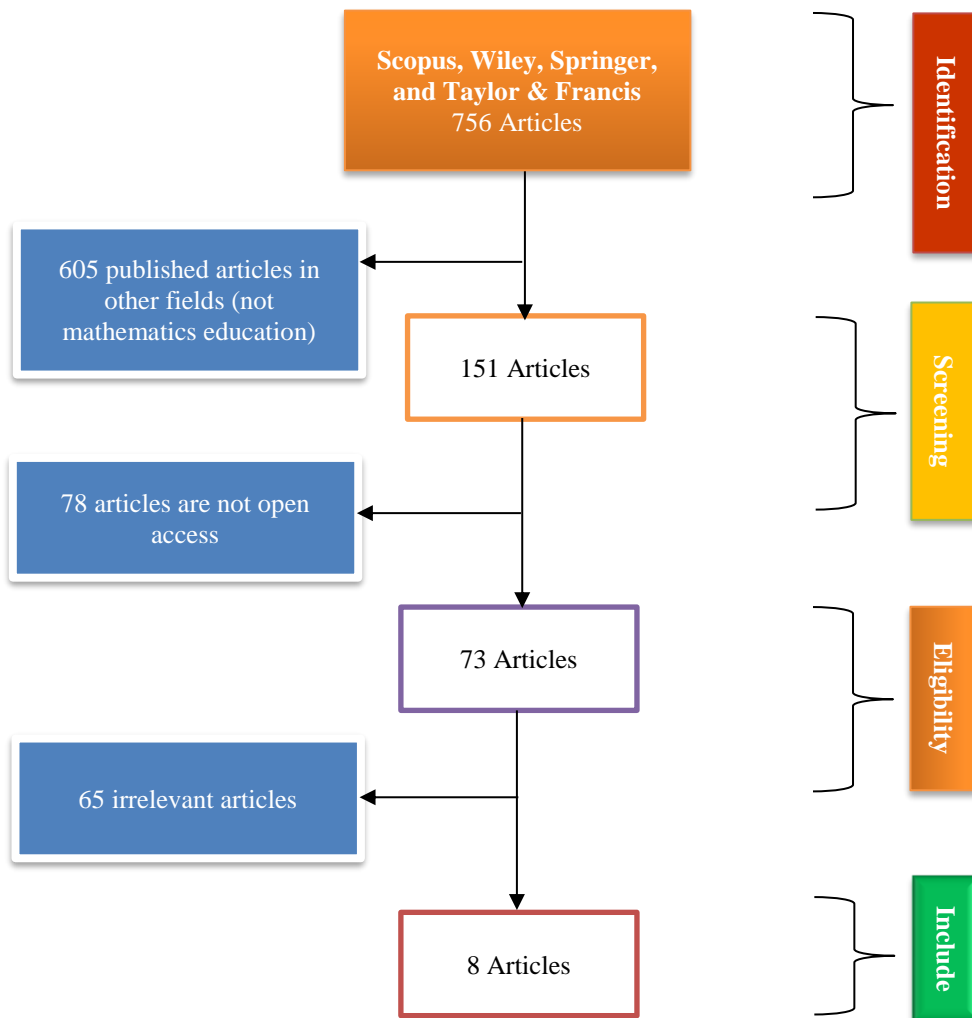 Scopus, Wiley, Springer,
and Taylor & Francis
756 Articles
Identification
605 published articles in
other fields (not
mathematics education)
151 Articles
Screening
78 articles are not open
access
73 Articles
Eligibility
65 irrelevant articles
8 Articles
Include